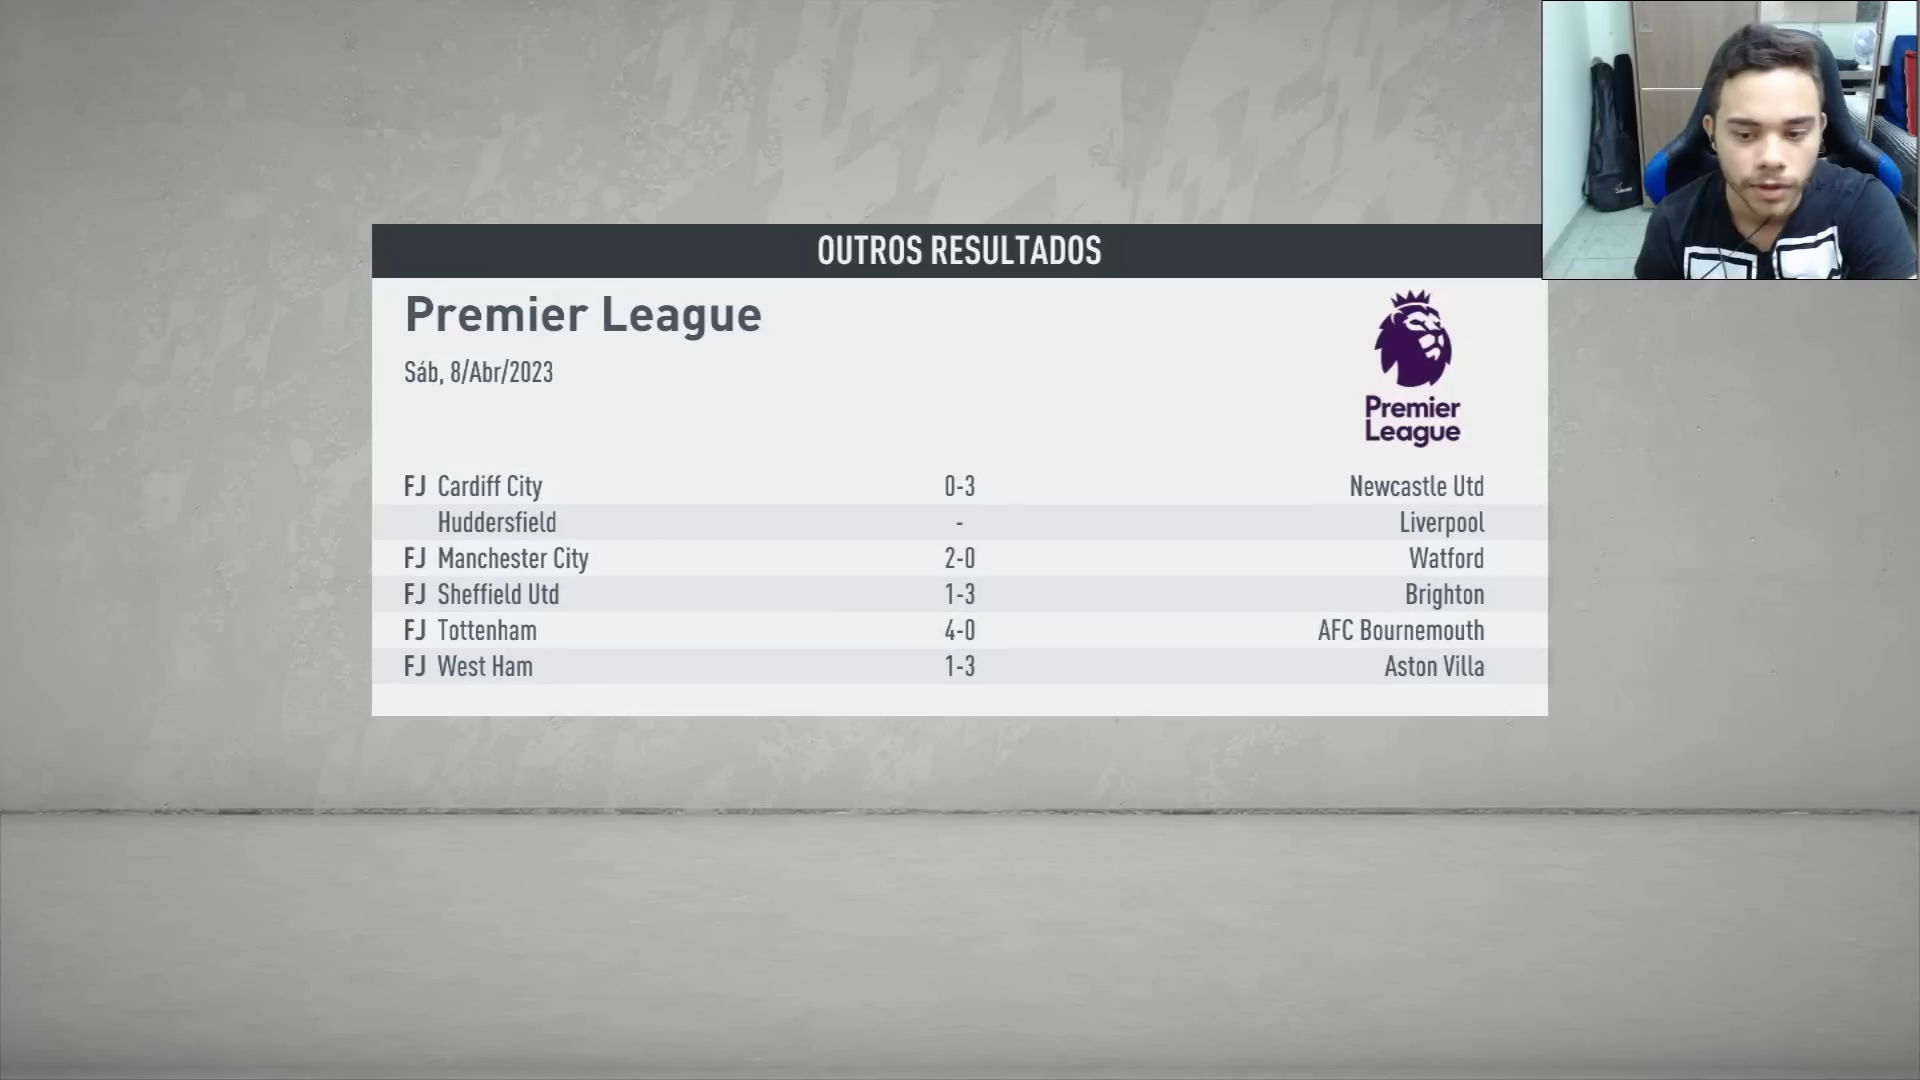 OUTROS RESULTADOS
Premier League
Sáb, 8/Abr/2023
Premier
League
FJ Cardiff City 0-3 Newcastle Utd
Huddersfield - Liverpool
FJ Manchester City 2-0 Watford
FJ Sheffield Utd 1-3 Brighton
FJ Tottenham 4-0 AFC Bournemouth
FJ West Ham 1-3 Aston Villa